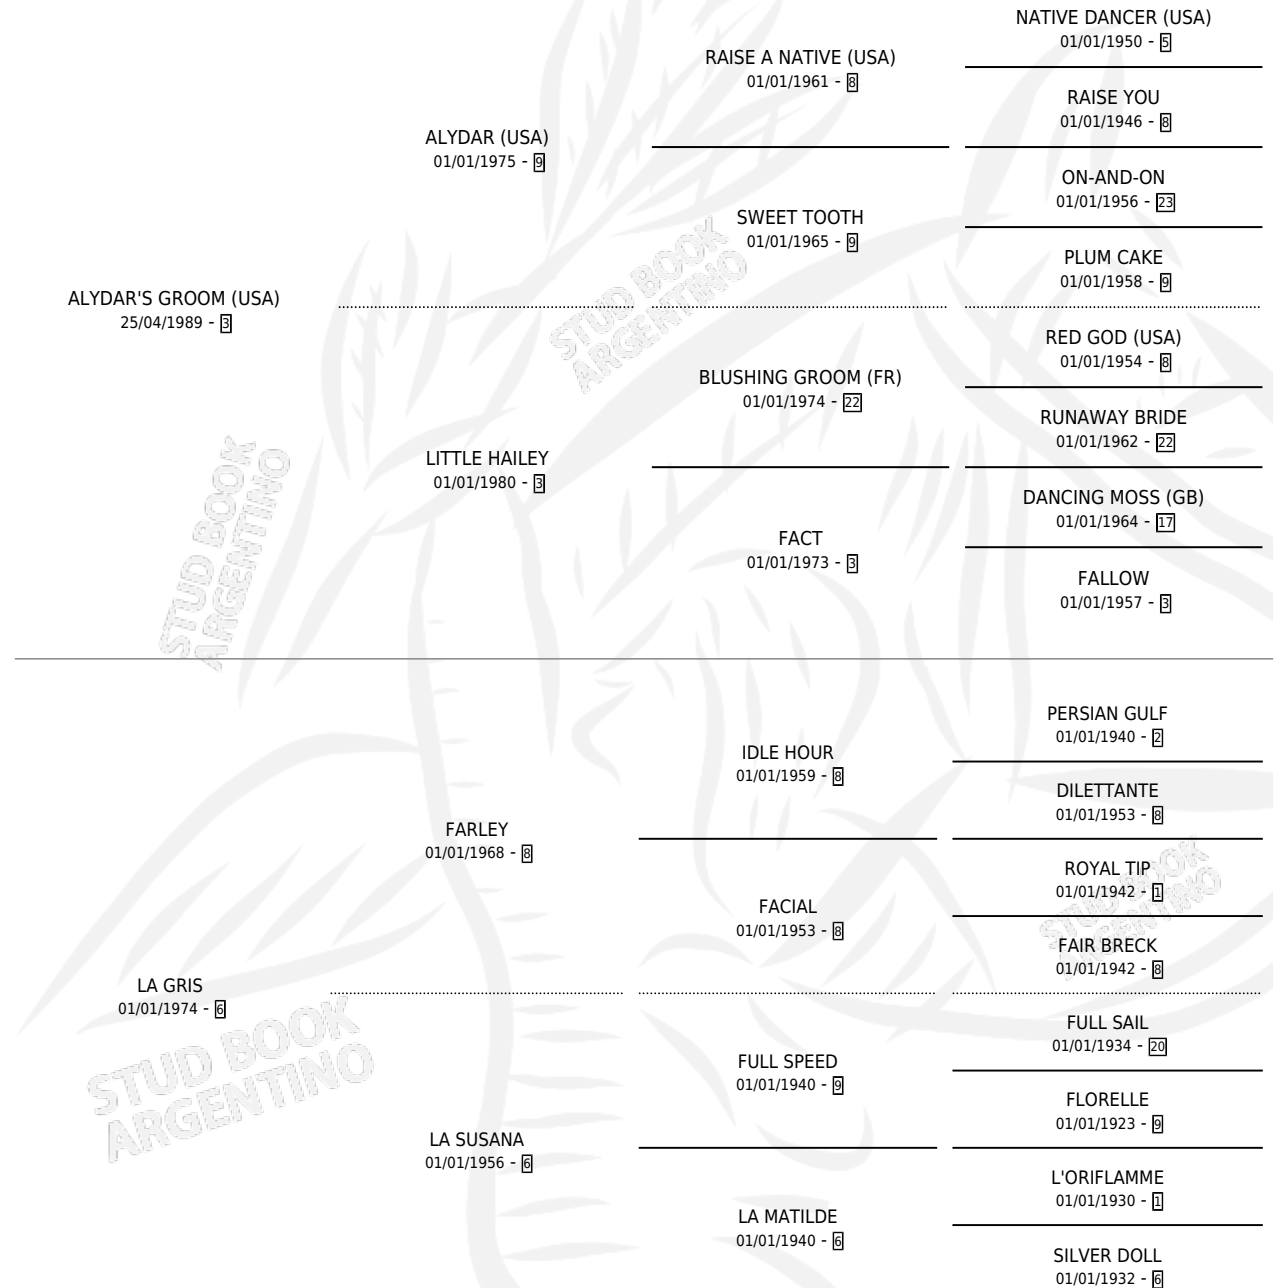 NATIVE DANCER (USA)
01/01/1950 - 5
RAISE A NATIVE (USA)
01/01/1961 - 8
RAISE YOU
01/01/1946 - 8
ALYDAR (USA)
01/01/1975 - 9
ON-AND-ON
01/01/1956 - 23
SWEET TOOTH
01/01/1965 - 9
PLUM CAKE
01/01/1958 - 9
ALYDAR'S GROOM (USA)
25/04/1989 - 3
STUD BOOK
ARGENTINO
RED GOD (USA)
01/01/1954 - 8
BLUSHING GROOM (FR)
01/01/1974 - 22
RUNAWAY BRIDE
01/01/1962 - 22
LITTLE HAILEY
01/01/1980 - 3
DANCING MOSS (GB)
01/01/1964 - 17
FACT
01/01/1973 - 3
FALLOW
01/01/1957 - 3
STUD BOOK
ARGENTINO
PERSIAN GULF
01/01/1940 - 2
IDLE HOUR
01/01/1959 - 8
DILETTANTE
01/01/1953 - 8
FARLEY
01/01/1968 - 8
ROYAL TIP
01/01/1942 - 1
FACIAL
01/01/1953 - 8
STUD BOOK
ARGENTINO
FAIR BRECK
01/01/1942 - 8
LA GRIS
01/01/1974 - 6
FULL SAIL
01/01/1934 - 20
FULL SPEED
01/01/1940 - 9
STUD BOOK
ARGENTINO
FLORELLE
01/01/1923 - 9
LA SUSANA
01/01/1956 - 6
L'ORIFLAMME
01/01/1930 - 1
LA MATILDE
01/01/1940 - 6
SILVER DOLL
01/01/1932 - 6